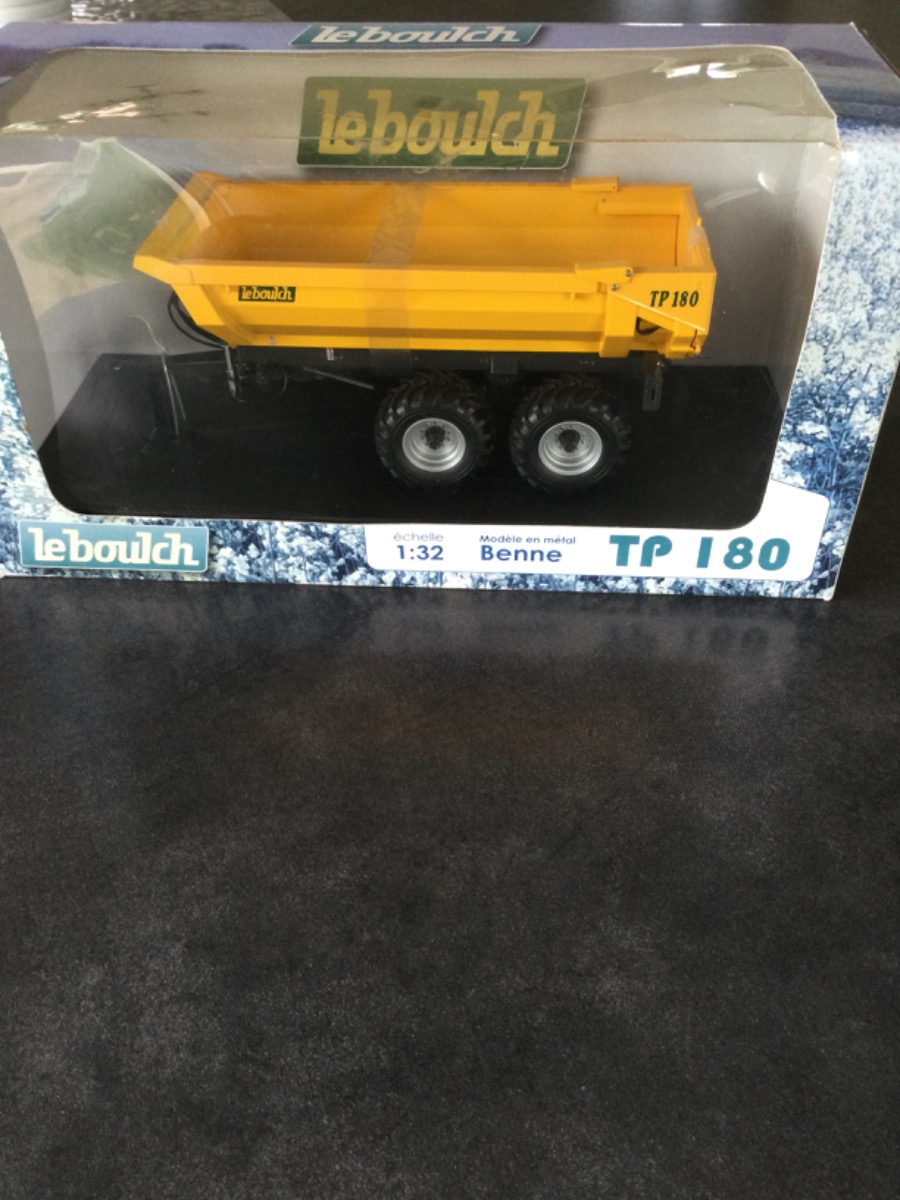 leboulch
leboulch
leboulch
TP 180
leboulch
échelle
1:32
Modèle en métal
Benne
TP 180